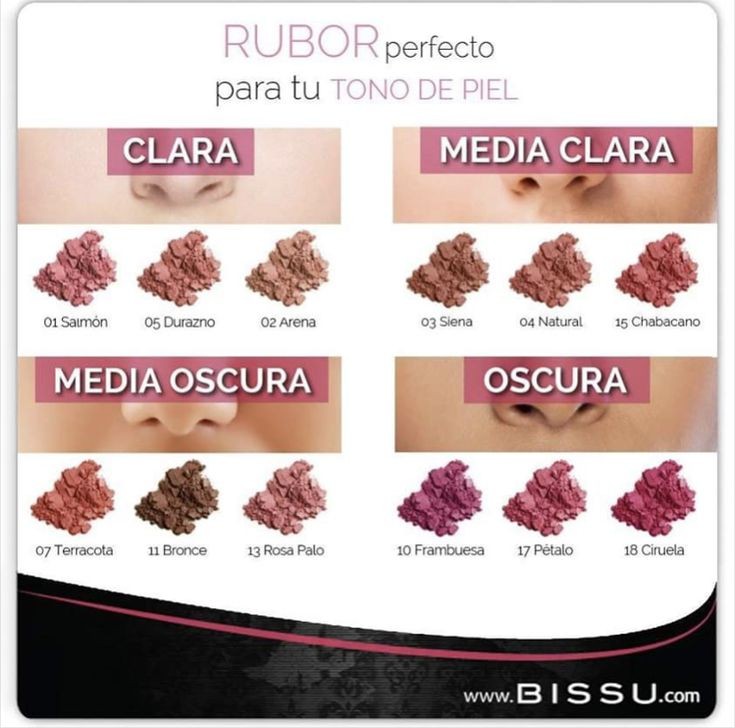 RUBOR perfecto
para tu TONO DE PIEL
CLARA
01 Salmón 05 Durazno 02 Arena
MEDIA CLARA
03 Siena 04 Natural 15 Chabacano
MEDIA OSCURA
07 Terracota 11 Bronce 13 Rosa Palo
OSCURA
10 Frambuesa 17 Pétalo 18 Ciruela
www.BISSU.com